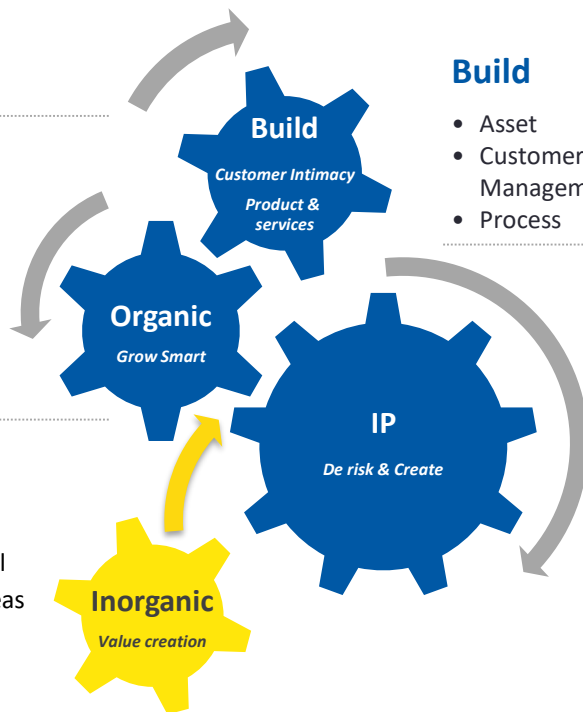 Build
• Asset
• Customer
Managem
• Process
Build
Customer Intimacy
Product &
services
Organic
Grow Smart
IP
De risk & Create
Inorganic
Value creation